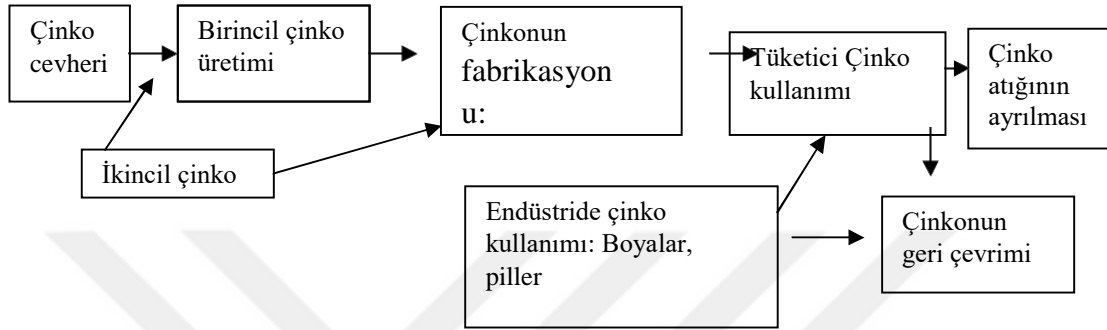 Çinko
cevheri
Birincil çinko
üretimi
Çinkonun
fabrikasyon
u:
Tüketici Çinko
kullanımı
Çinko
atığının
ayrılması
İkincil çinko
Endüstride çinko
kullanımı: Boyalar,
piller
Çinkonun
geri çevrimi